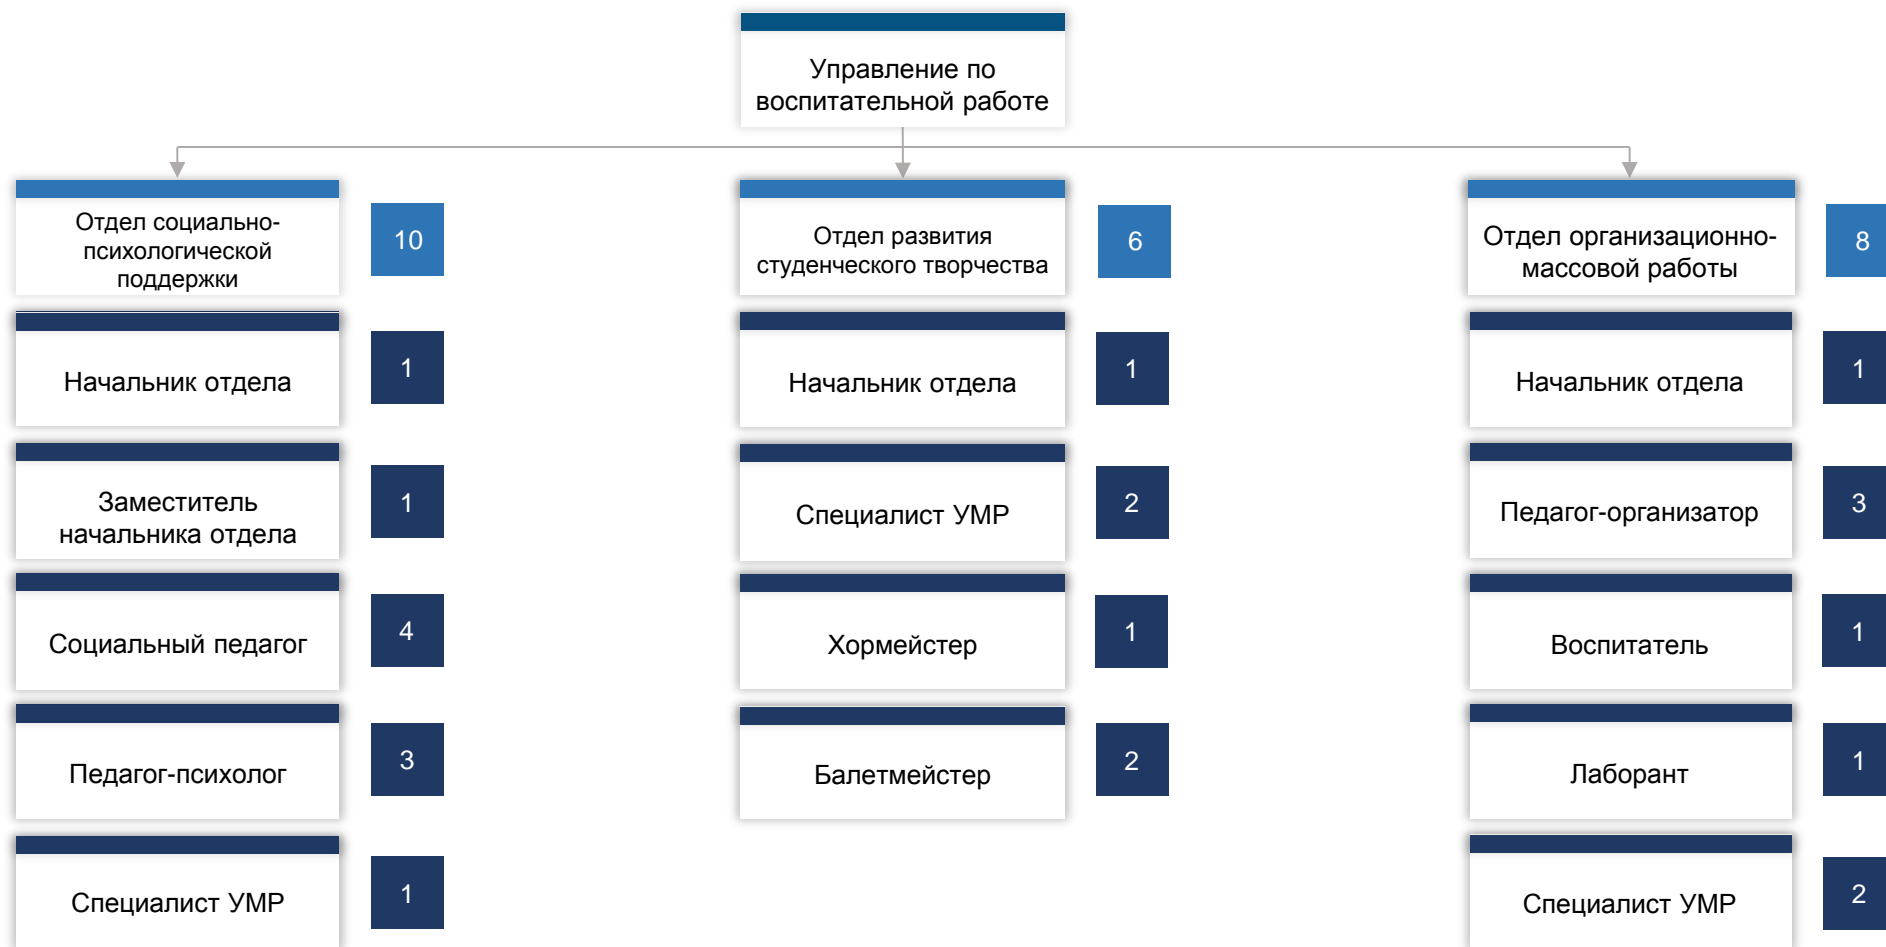 Управление по
воспитательной работе
Отдел социально-
психологической
поддержки
10
Начальник отдела
1
Заместитель
начальника отдела
1
Социальный педагог
4
Педагог-психолог
3
Специалист УМР
1
Отдел развития
студенческого творчества
6
Начальник отдела
1
Специалист УМР
2
Хормейстер
1
Балетмейстер
2
Отдел организационно-
массовой работы
8
Начальник отдела
1
Педагог-организатор
3
Воспитатель
1
Лаборант
1
Специалист УМР
2